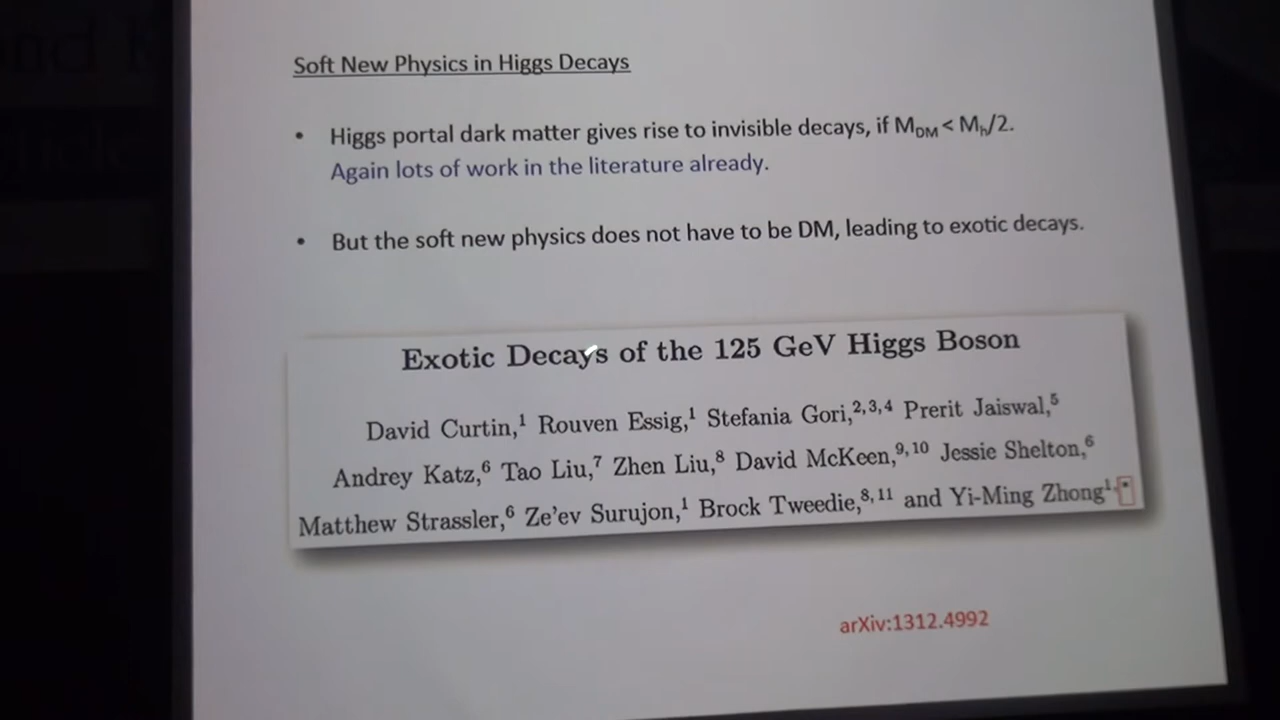 Soft New Physics in Higgs Decays
• Higgs portal dark matter gives rise to invisible decays, if M_DM < M_h/2.
Again lots of work in the literature already.
• But the soft new physics does not have to be DM, leading to exotic decays.
Exotic Decays of the 125 GeV Higgs Boson
David Curtin,¹ Rouven Essig,¹ Stefania Gori,²,³,⁴ Prerit Jaiswal,⁵
Andrey Katz,⁶ Tao Liu,⁷ Zhen Liu,⁸ David McKeen,⁹,¹⁰ Jessie Shelton,⁶
Matthew Strassler,⁶ Ze'ev Surujon,¹ Brock Tweedie,⁸,¹¹ and Yi-Ming Zhong¹,*
arXiv:1312.4992